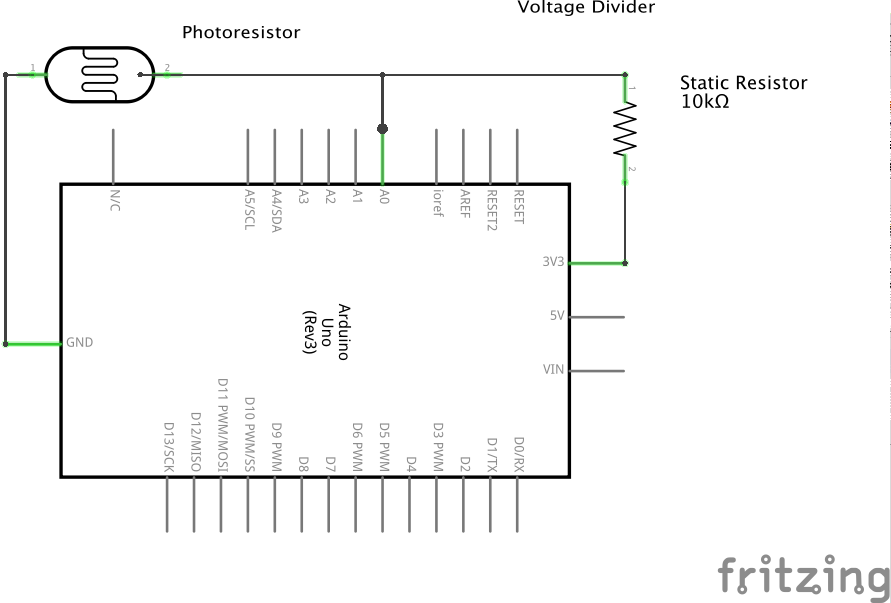 Voltage Divider
Photoresistor
1
2
Static Resistor
10kΩ
1
2
N/C
A5/SCL
A4/SDA
A3
A2
A1
A0
ioref
AREF
RESET2
RESET
3V3
5V
VIN
GND
Arduino
Uno
(Rev3)
D13/SCK
D12/MISO
D11 PWM/MOSI
D10 PWM/SS
D9 PWM
D8
D7
D6 PWM
D5 PWM
D4
D3 PWM
D2
D1/TX
D0/RX
fritzing